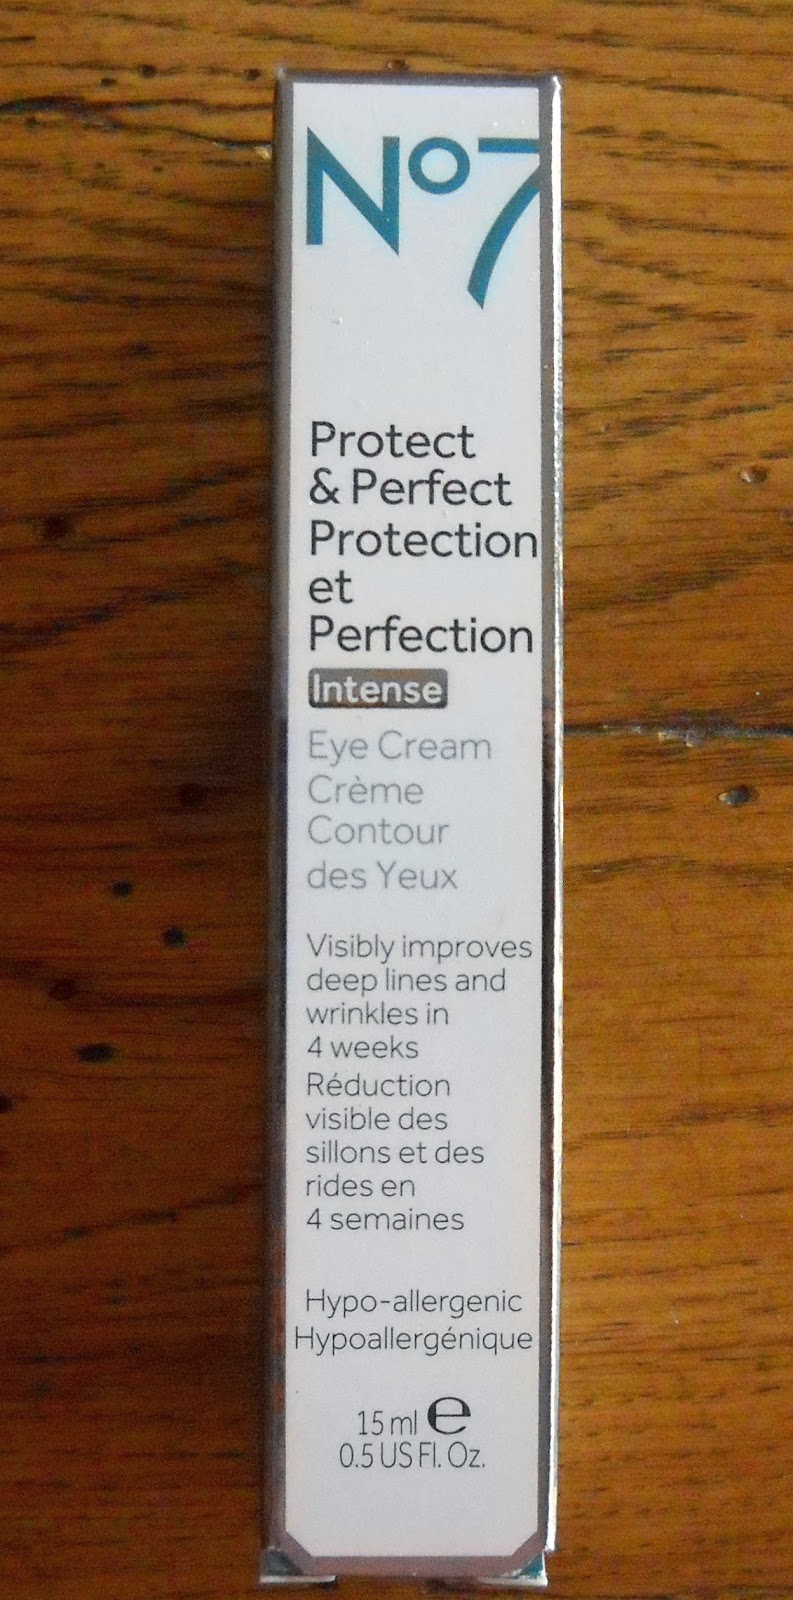 Nº7
Protect
& Perfect
Protection
et
Perfection
Intense
Eye Cream
Crème
Contour
des Yeux
Visibly improves
deep lines and
wrinkles in
4 weeks
Réduction
visible des
sillons et des
rides en
4 semaines
Hypo-allergenic
Hypoallergénique
15 ml ℮
0.5 US Fl. Oz.